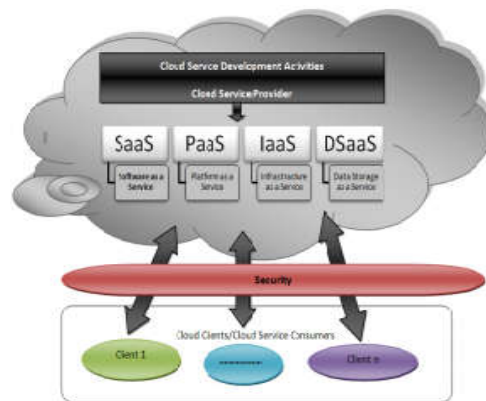 Cloud Service Development Activities
Cloud Service Provider
SaaS PaaS IaaS DSaaS
Software as a
Service
Platform as a
Service
Infrastructure
as a Service
Data Storage
as a Service
Security
Cloud Clients/Cloud Service Consumers
Client 1
------------
Client n